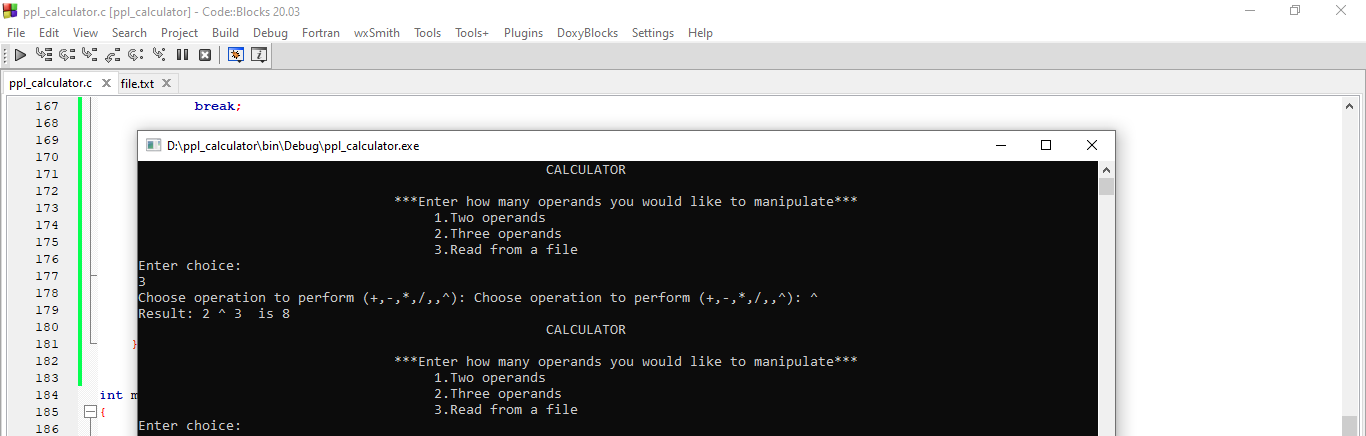 ppl_calculator.c [ppl_calculator] - Code::Blocks 20.03
File Edit View Search Project Build Debug Fortran wxSmith Tools Tools+ Plugins DoxyBlocks Settings Help
ppl_calculator.c file.txt
167 break;
168
169
170
171
172
173
174
175
176
177
178
179
180
181 }
182
183
184 int m
185 {
186
D:\ppl_calculator\bin\Debug\ppl_calculator.exe
CALCULATOR
***Enter how many operands you would like to manipulate***
1.Two operands
2.Three operands
3.Read from a file
Enter choice:
3
Choose operation to perform (+,-,*,/,,^): Choose operation to perform (+,-,*,/,,^): ^
Result: 2 ^ 3  is 8
CALCULATOR
***Enter how many operands you would like to manipulate***
1.Two operands
2.Three operands
3.Read from a file
Enter choice: